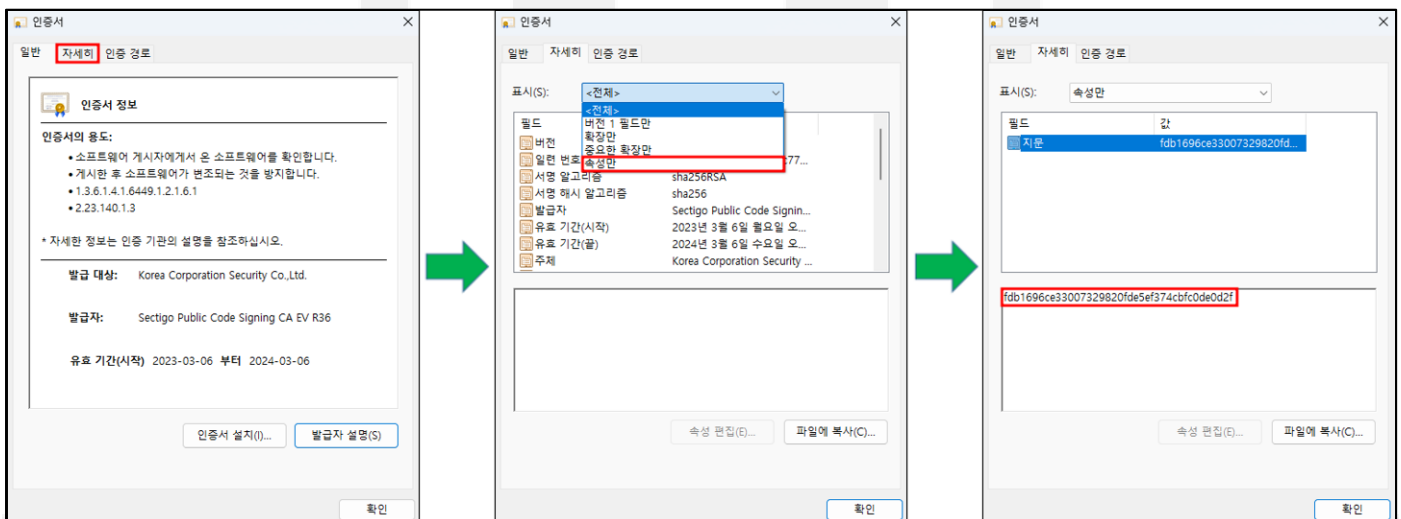 인증서
일반 자세히 인증 경로
인증서 정보
인증서의 용도:
• 소프트웨어 게시자에게서 온 소프트웨어를 확인합니다.
• 게시한 후 소프트웨어가 변조되는 것을 방지합니다.
• 1.3.6.1.4.1.6449.1.2.1.6.1
• 2.23.140.1.3
* 자세한 정보는 인증 기관의 설명을 참조하십시오.
발급 대상: Korea Corporation Security Co.,Ltd.
발급자: Sectigo Public Code Signing CA EV R36
유효 기간(시작) 2023-03-06 부터 2024-03-06
인증서 설치(I)... 발급자 설명(S)
확인
인증서
일반 자세히 인증 경로
표시(S): <전체>
<전체>
버전 1 필드만
확장만
중요한 확장만
속성만
필드
버전
일련 번호 :77...
서명 알고리즘 sha256RSA
서명 해시 알고리즘 sha256
발급자 Sectigo Public Code Signin...
유효 기간(시작) 2023년 3월 6일 월요일 오...
유효 기간(끝) 2024년 3월 6일 수요일 오...
주체 Korea Corporation Security ...
속성 편집(E)... 파일에 복사(C)...
확인
인증서
일반 자세히 인증 경로
표시(S): 속성만
필드 값
지문 fdb1696ce33007329820fd...
fdb1696ce33007329820fde5ef374cbfc0de0d2f
속성 편집(E)... 파일에 복사(C)...
확인